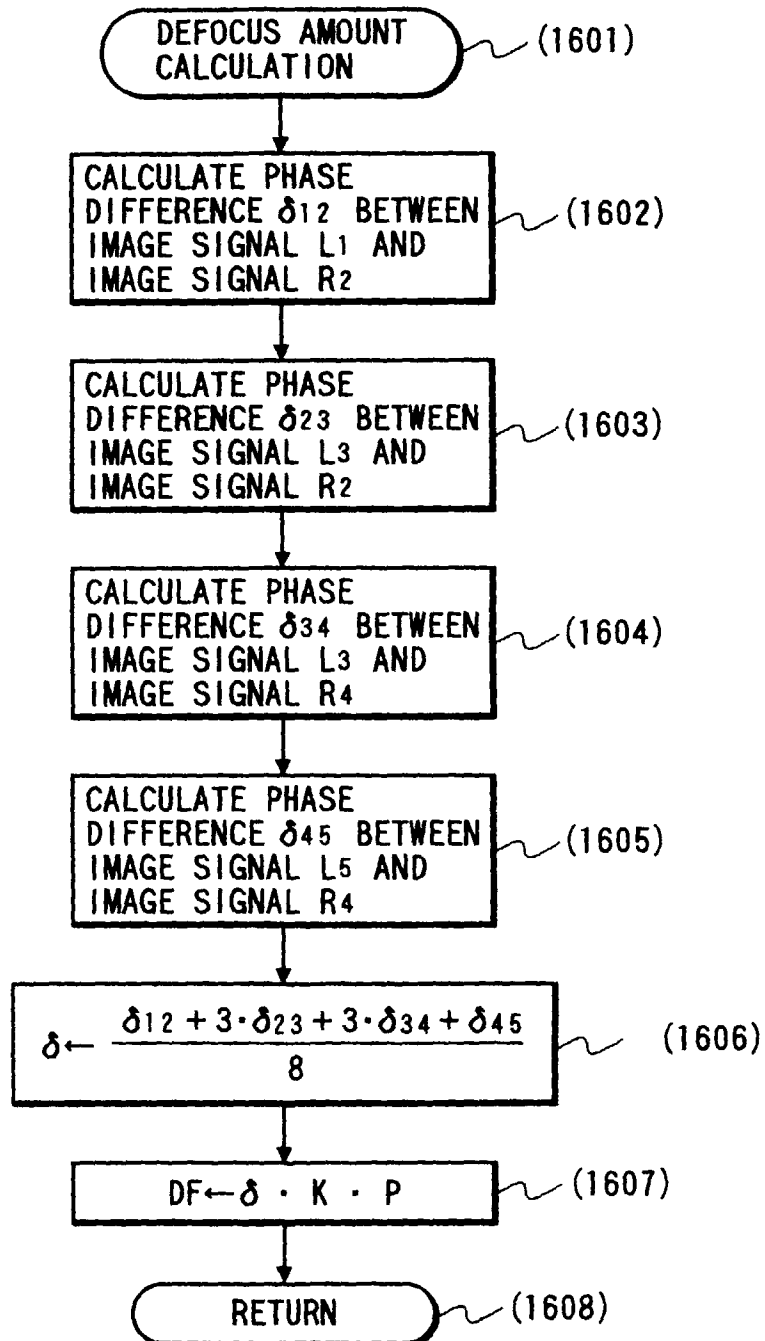 DEFOCUS AMOUNT
CALCULATION
(1601)
CALCULATE PHASE
DIFFERENCE δ12 BETWEEN
IMAGE SIGNAL L1 AND
IMAGE SIGNAL R2
(1602)
CALCULATE PHASE
DIFFERENCE δ23 BETWEEN
IMAGE SIGNAL L3 AND
IMAGE SIGNAL R2
(1603)
CALCULATE PHASE
DIFFERENCE δ34 BETWEEN
IMAGE SIGNAL L3 AND
IMAGE SIGNAL R4
(1604)
CALCULATE PHASE
DIFFERENCE δ45 BETWEEN
IMAGE SIGNAL L5 AND
IMAGE SIGNAL R4
(1605)
δ← δ12 + 3·δ23 + 3·δ34 + δ45
8
(1606)
DF←δ · K · P
(1607)
RETURN
(1608)